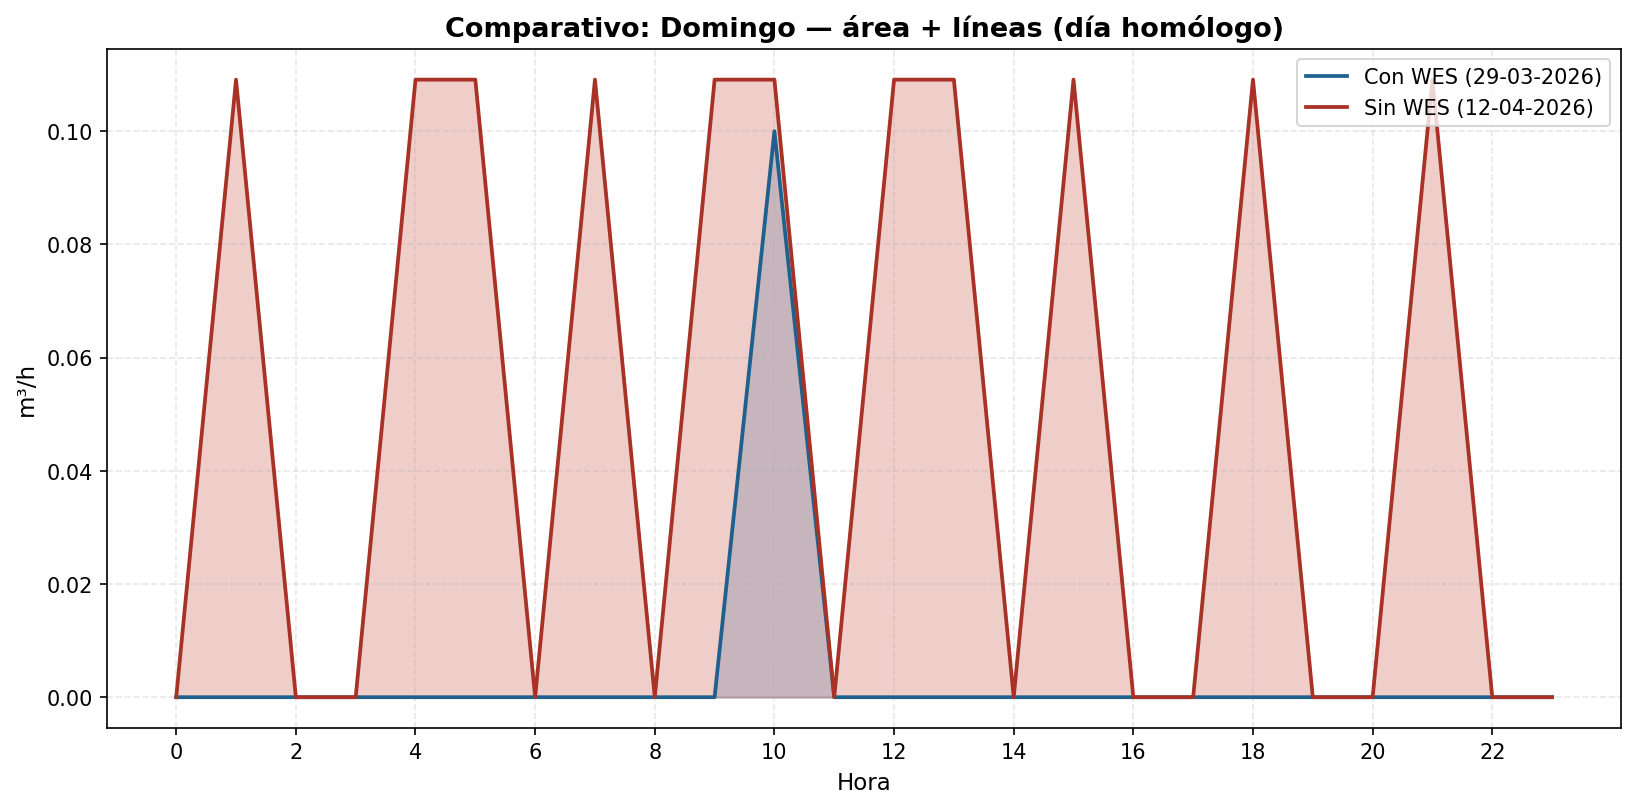 Comparativo: Domingo — área + líneas (día homólogo)
Con WES (29-03-2026)
Sin WES (12-04-2026)
m³/h
0.10
0.08
0.06
0.04
0.02
0.00
0 2 4 6 8 10 12 14 16 18 20 22
Hora